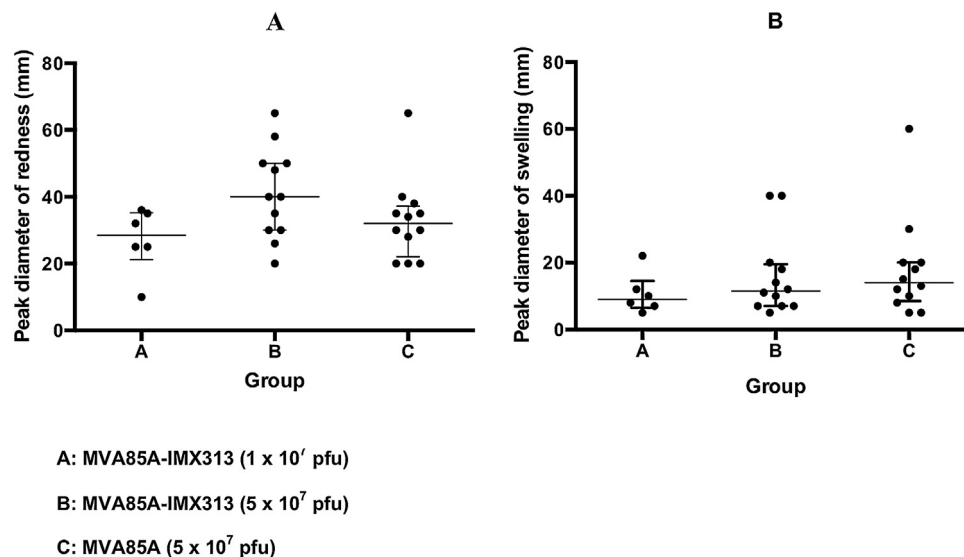 A
Peak diameter of redness (mm)
80
60
40
20
0
A B C
Group
B
Peak diameter of swelling (mm)
80
60
40
20
0
A B C
Group
A: MVA85A-IMX313 (1 x 10⁷ pfu)
B: MVA85A-IMX313 (5 x 10⁷ pfu)
C: MVA85A (5 x 10⁷ pfu)